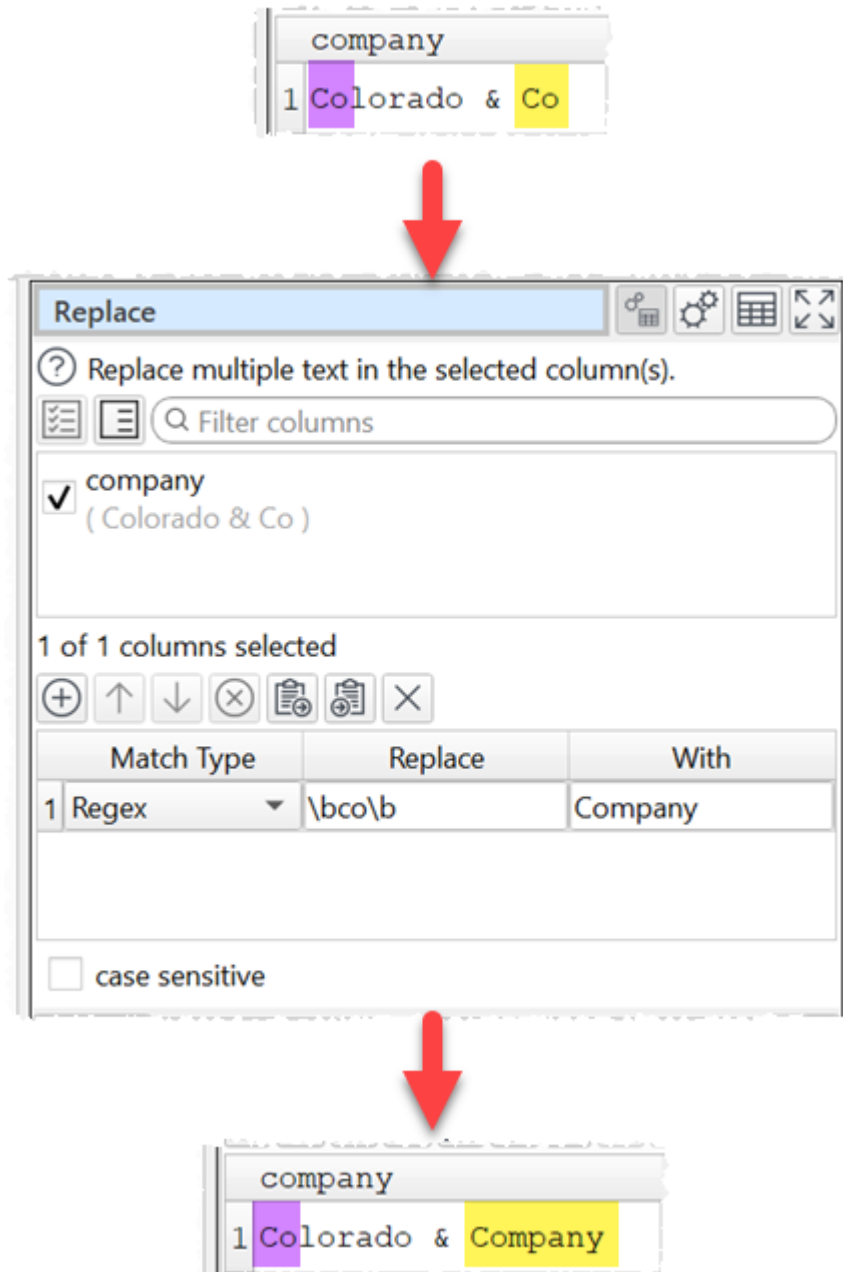 company
1 Colorado & Co
Replace
? Replace multiple text in the selected column(s).
Filter columns
company
( Colorado & Co )
1 of 1 columns selected
Match Type Replace With
1 Regex \bco\b Company
case sensitive
company
1 Colorado & Company